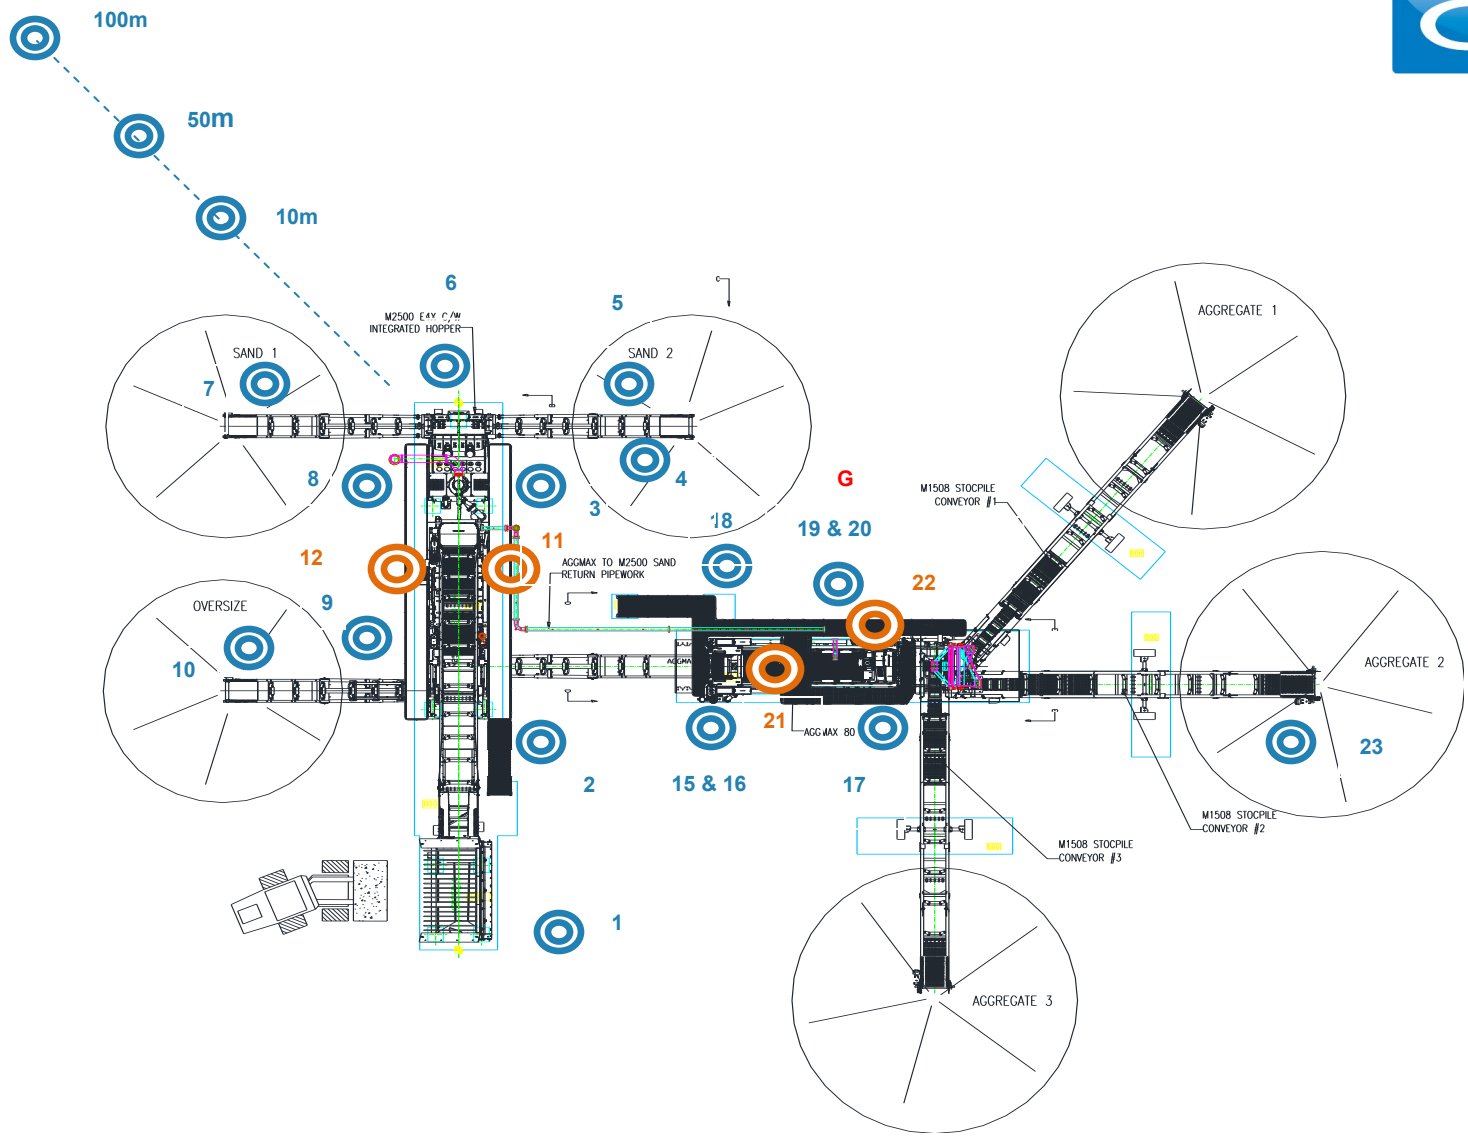 100m
50m
10m
6
5
M2500 E4X C/W
INTEGRATED HOPPER
C
AGGREGATE 1
SAND 1
SAND 2
7
8
4
G
3
M1508 STOCPILE
CONVEYOR #1
18
19 & 20
12
11
AGGMAX TO M2500 SAND
RETURN PIPEWORK
22
9
OVERSIZE
10
AGGREGATE 2
21
AGGMAX 80
23
2
15 & 16
17
M1508 STOCPILE
CONVEYOR #2
M1508 STOCPILE
CONVEYOR #3
1
AGGREGATE 3